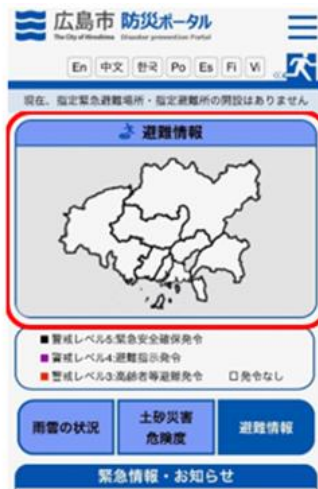 広島市 防災ポータル
The City of Hiroshima Disaster prevention Portal
En 中文 한국 Po Es Fi Vi
現在、指定緊急避難場所・指定避難所の開設はありません
避難情報
■警戒レベル5:緊急安全確保発令
■警戒レベル4:避難指示発令
■警戒レベル3:高齢者等避難発令 □発令なし
雨雲の状況
土砂災害
危険度
避難情報
緊急情報・お知らせ